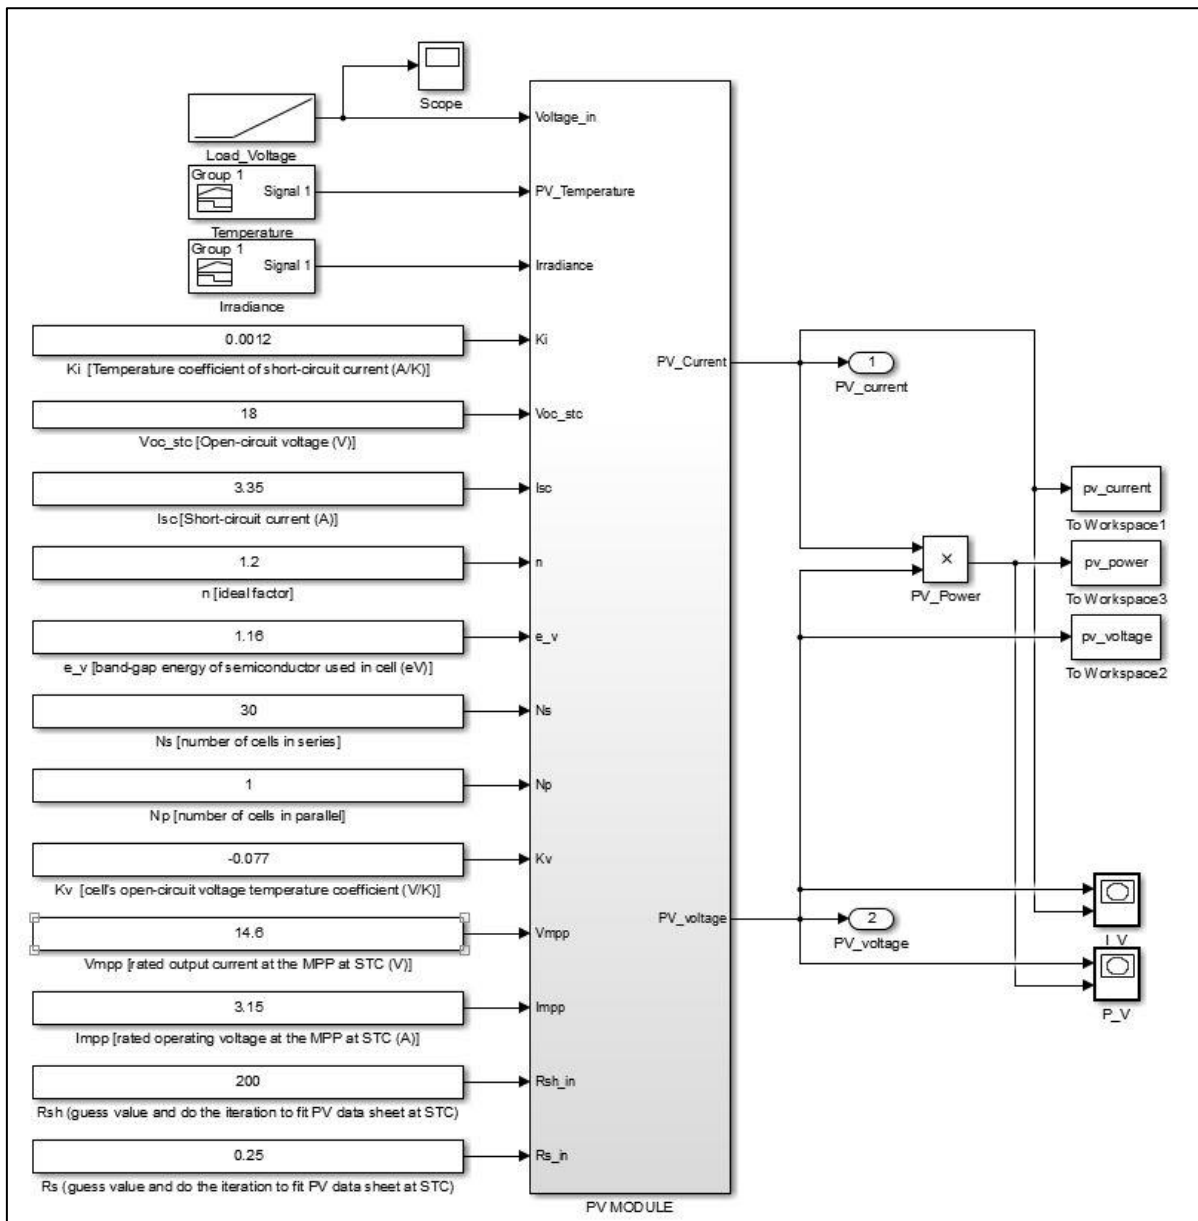 Scope
Voltage_in
Load_Voltage
Group 1
Signal 1
PV_Temperature
Temperature
Group 1
Signal 1
Irradiance
Irradiance
0.0012
Ki
Ki [Temperature coefficient of short-circuit current (A/K)]
PV_Current
1
PV_current
18
Voc_stc
Voc_stc [Open-circuit voltage (V)]
3.35
Isc
Isc [Short-circuit current (A)]
pv_current
To Workspace1
1.2
n
n [ideal factor]
×
PV_Power
pv_power
To Workspace3
1.16
e_v
e_v [band-gap energy of semiconductor used in cell (eV)]
pv_voltage
To Workspace2
30
Ns
Ns [number of cells in series]
1
Np
Np [number of cells in parallel]
-0.077
Kv
Kv [cell's open-circuit voltage temperature coefficient (V/K)]
PV_voltage
2
PV_voltage
I_V
14.6
Vmpp
Vmpp [rated output current at the MPP at STC (V)]
P_V
3.15
Impp
Impp [rated operating voltage at the MPP at STC (A)]
200
Rsh_in
Rsh (guess value and do the iteration to fit PV data sheet at STC)
0.25
Rs_in
Rs (guess value and do the iteration to fit PV data sheet at STC)
PV MODULE